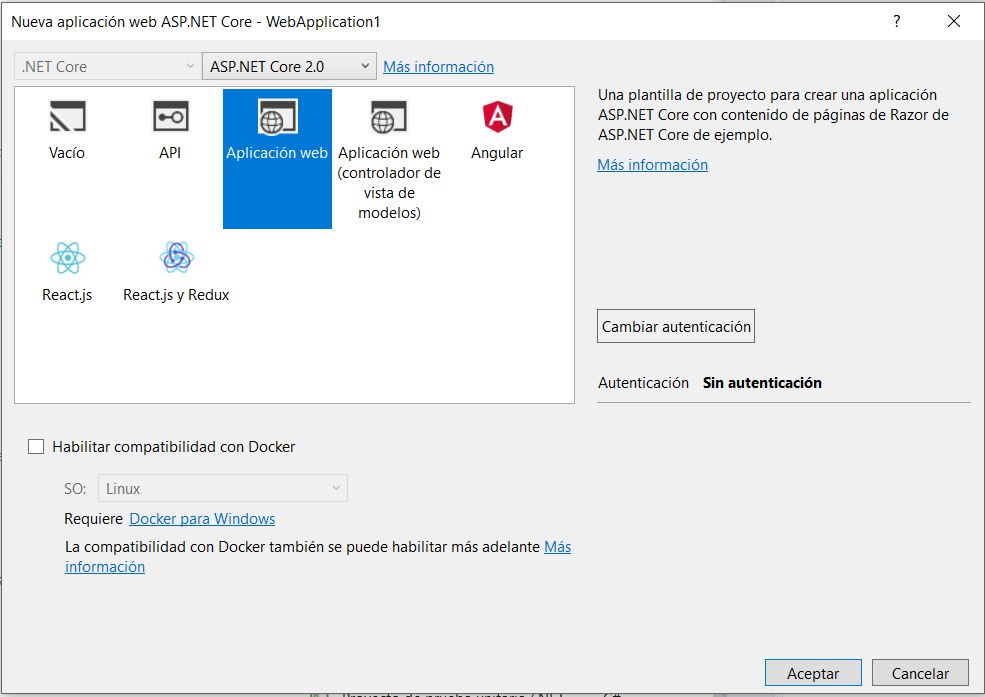 Nueva aplicación web ASP.NET Core - WebApplication1
?
.NET Core
ASP.NET Core 2.0
Más información
Vacío
API
Aplicación web
Aplicación web
(controlador de
vista de
modelos)
Angular
React.js
React.js y Redux
Una plantilla de proyecto para crear una aplicación
ASP.NET Core con contenido de páginas de Razor de
ASP.NET Core de ejemplo.
Más información
Cambiar autenticación
Autenticación Sin autenticación
Habilitar compatibilidad con Docker
SO: Linux
Requiere Docker para Windows
La compatibilidad con Docker también se puede habilitar más adelante Más
información
Aceptar
Cancelar